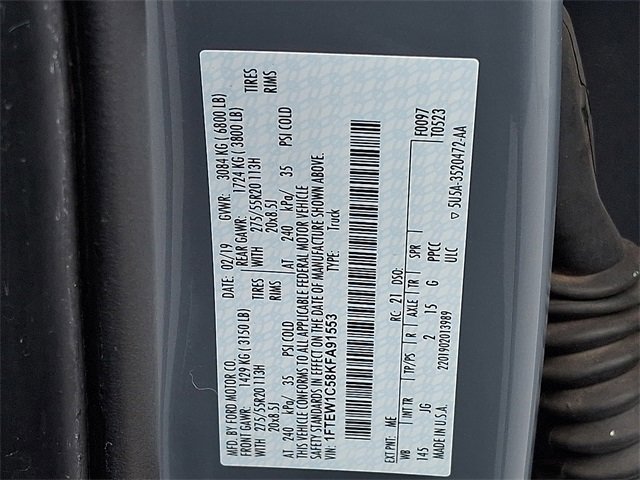 MFD. BY FORD MOTOR CO.
DATE: 02/19 GVWR: 3084 KG ( 6800 LB)
FRONT GAWR: 1429 KG ( 3150 LB) REAR GAWR: 1724 KG ( 3800 LB)
WITH 275/55R20 113H TIRES WITH 275/55R20 113H TIRES
20x8.5J RIMS 20x8.5J RIMS
AT 240 kPa/ 35 PSI COLD AT 240 kPa/ 35 PSI COLD
THIS VEHICLE CONFORMS TO ALL APPLICABLE FEDERAL MOTOR VEHICLE
SAFETY STANDARDS IN EFFECT ON THE DATE OF MANUFACTURE SHOWN ABOVE.
VIN: 1FTEW1C58KFA91553 TYPE: Truck
F0097
T0523
EXT PNT: ME RC: 21 DSO:
WB INT TR TP/PS R AXLE TR SPR
145 JG 2 15 G PPCC
MADE IN U.S.A. 2201902013989 ULC
▽ 5U5A-3520472-AA